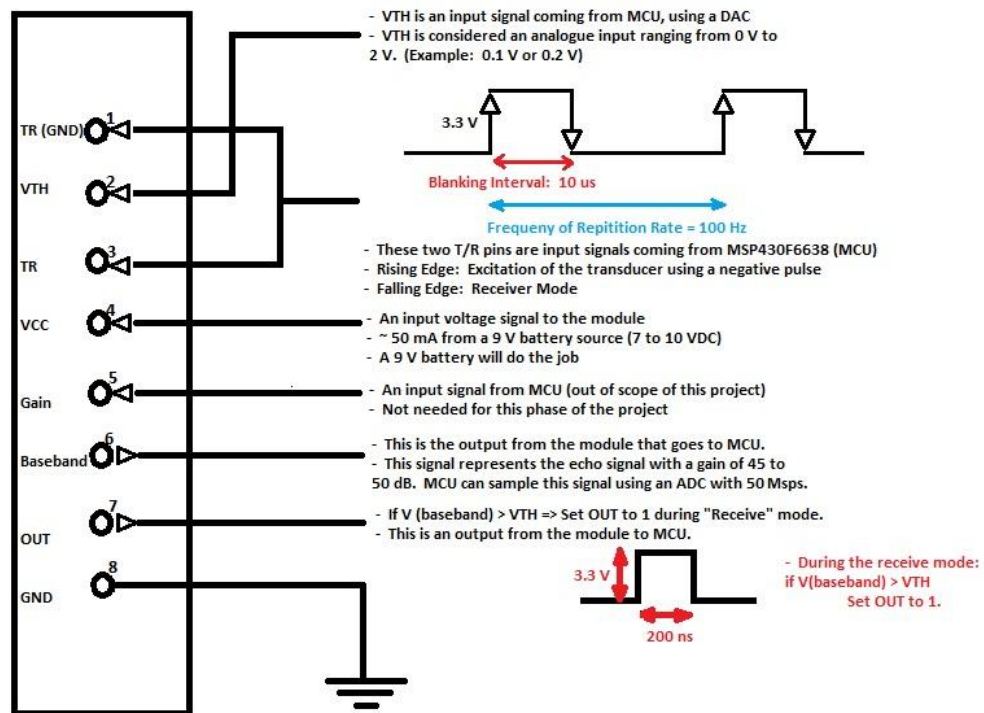 - VTH is an input signal coming from MCU, using a DAC
- VTH is considered an analogue input ranging from 0 V to
2 V. (Example: 0.1 V or 0.2 V)
1
TR (GND)
3.3 V
2
VTH
Blanking Interval: 10 us
Frequeny of Repitition Rate = 100 Hz
3
TR
- These two T/R pins are input signals coming from MSP430F6638 (MCU)
- Rising Edge: Excitation of the transducer using a negative pulse
- Falling Edge: Receiver Mode
4
VCC
- An input voltage signal to the module
- ~ 50 mA from a 9 V battery source (7 to 10 VDC)
- A 9 V battery will do the job
5
Gain
- An input signal from MCU (out of scope of this project)
- Not needed for this phase of the project
6
Baseband
- This is the output from the module that goes to MCU.
- This signal represents the echo signal with a gain of 45 to
50 dB. MCU can sample this signal using an ADC with 50 Msps.
7
OUT
- If V (baseband) > VTH => Set OUT to 1 during "Receive" mode.
- This is an output from the module to MCU.
8
GND
3.3 V
200 ns
- During the receive mode:
if V(baseband) > VTH
Set OUT to 1.